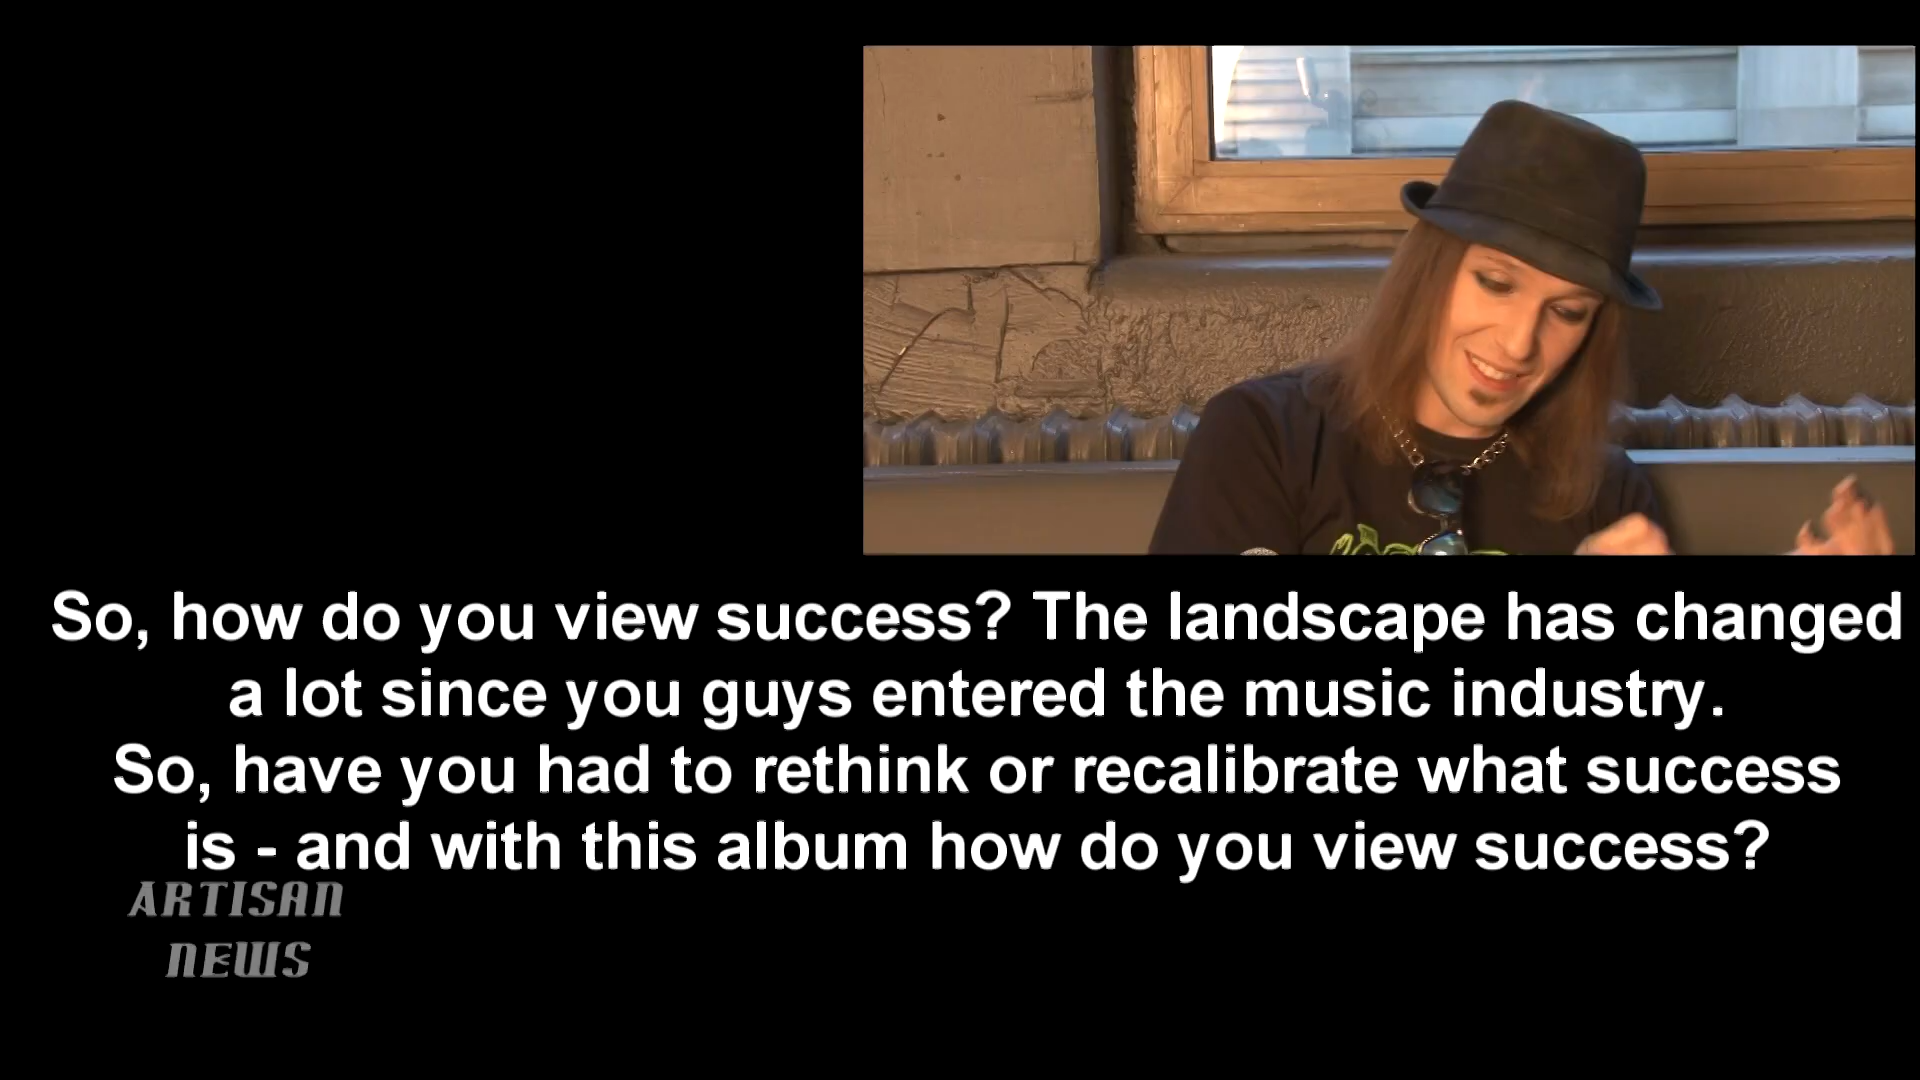 So, how do you view success? The landscape has changed
a lot since you guys entered the music industry.
So, have you had to rethink or recalibrate what success
is - and with this album how do you view success?
ARTISAN
NEWS